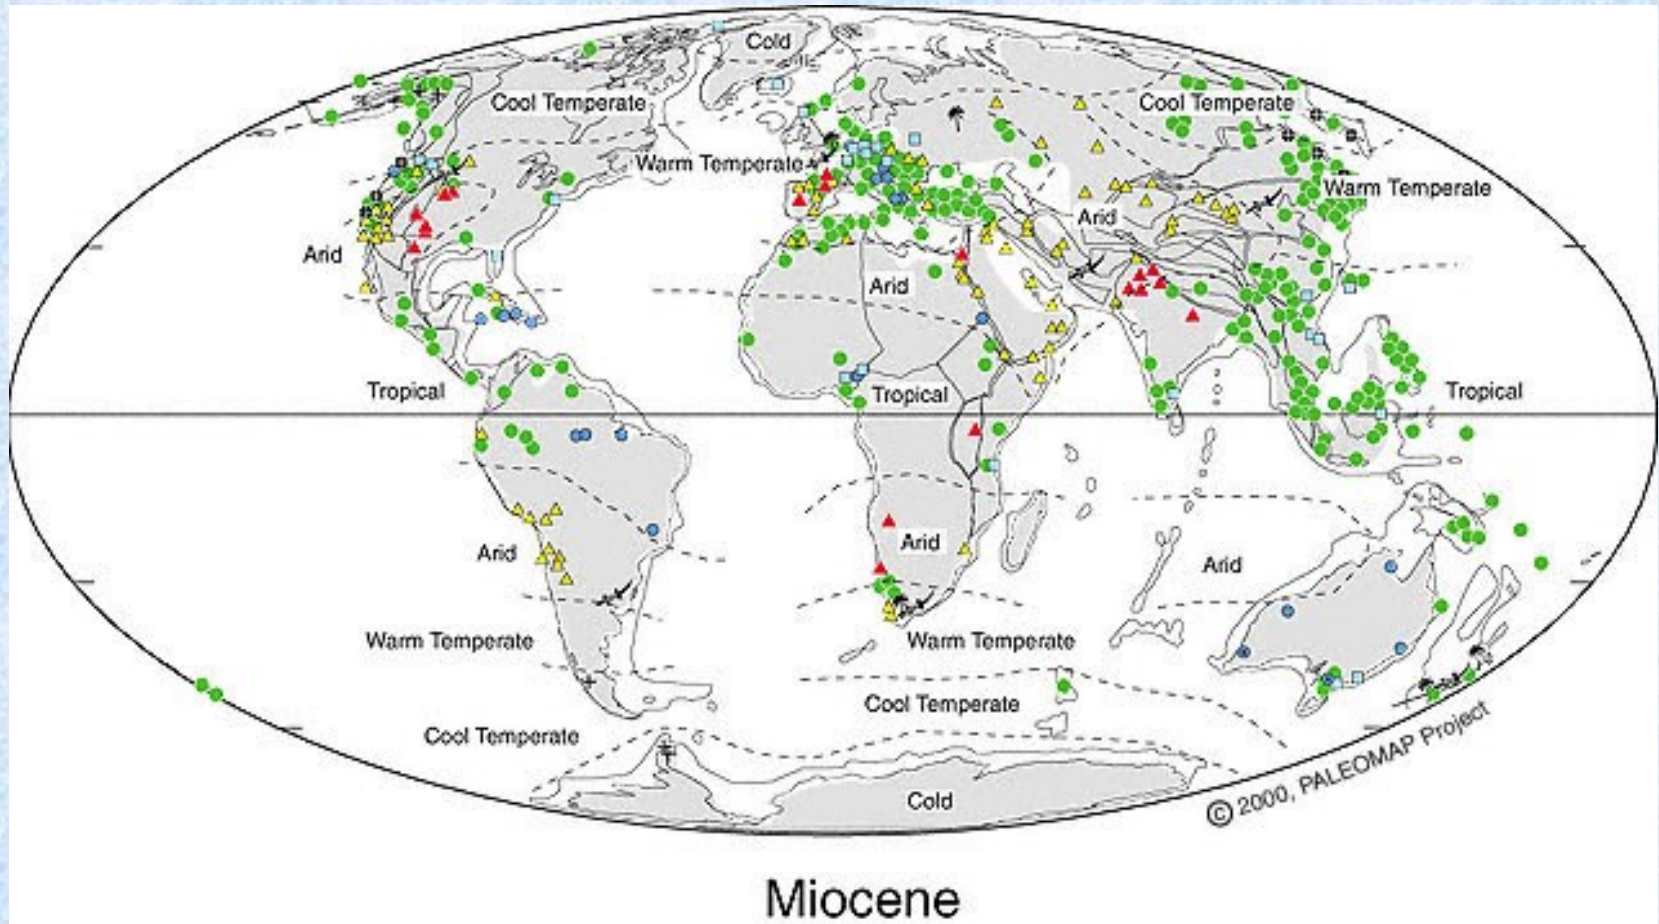 Cold
Cool Temperate
Cool Temperate
Warm Temperate
Warm Temperate
Arid
Arid
Arid
Tropical
Tropical
Tropical
Arid
Arid
Arid
Warm Temperate
Warm Temperate
Cool Temperate
Cool Temperate
Cold
© 2000, PALEOMAP Project
Miocene